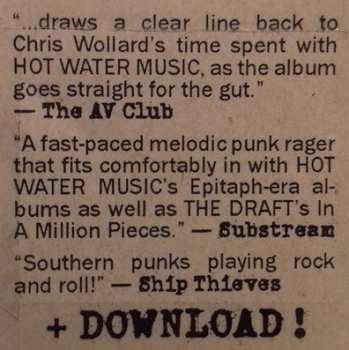 “...draws a clear line back to
Chris Wollard’s time spent with
HOT WATER MUSIC, as the album
goes straight for the gut.”
— The AV Club
“A fast-paced melodic punk rager
that fits comfortably in with HOT
WATER MUSIC’s Epitaph-era al-
bums as well as THE DRAFT’s In
A Million Pieces.” — Substream
“Southern punks playing rock
and roll!” — Ship Thieves
+ DOWNLOAD!